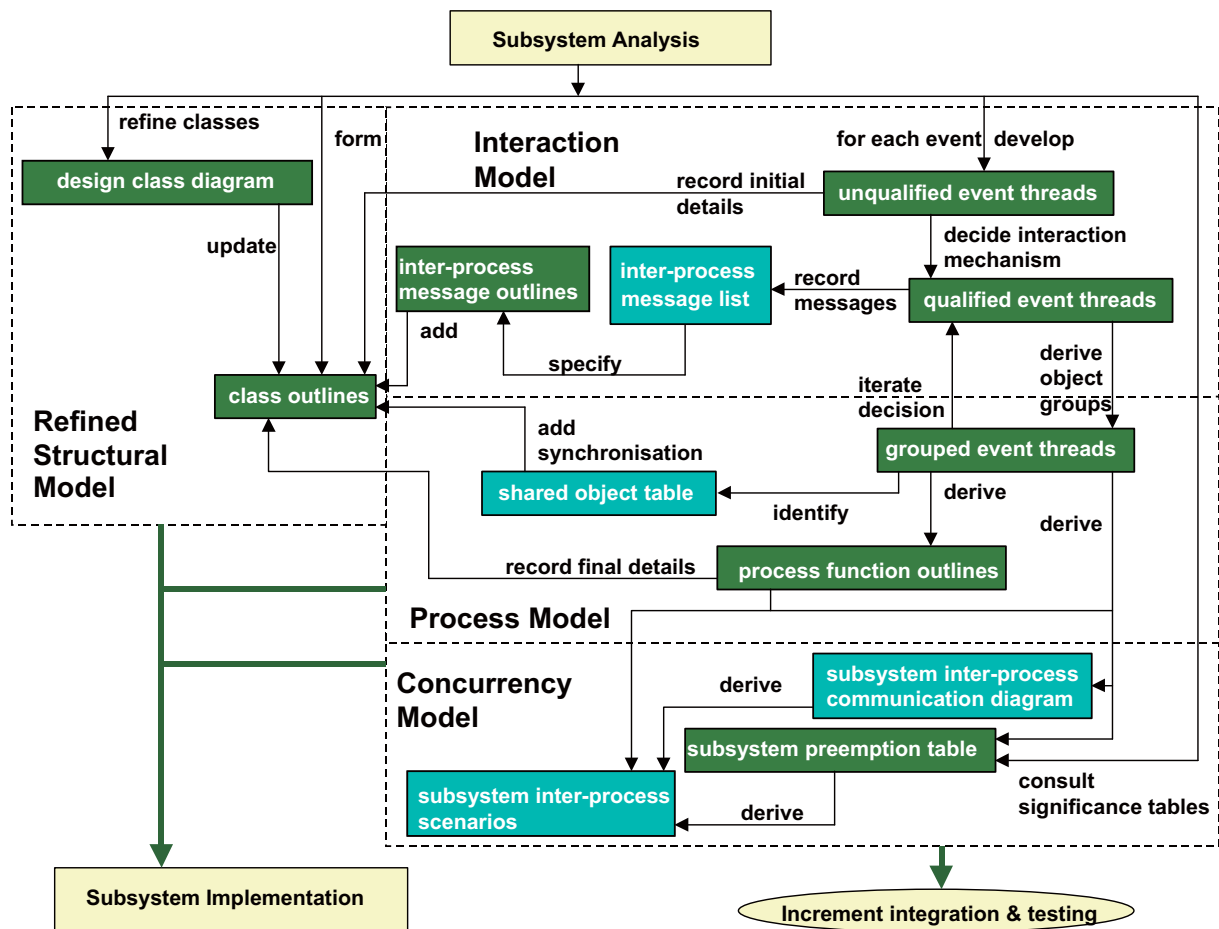 Subsystem Analysis
refine classes
form
Interaction
Model
for each event
develop
design class diagram
record initial
details
unqualified event threads
update
decide interaction
mechanism
inter-process
message outlines
inter-process
message list
record
messages
qualified event threads
add
specify
derive
object
groups
iterate
decision
class outlines
Refined
Structural
Model
add
synchronisation
grouped event threads
shared object table
identify
derive
derive
record final details
process function outlines
Process Model
Concurrency
Model
derive
subsystem inter-process
communication diagram
subsystem preemption table
subsystem inter-process
scenarios
derive
consult
significance tables
Subsystem Implementation
Increment integration & testing